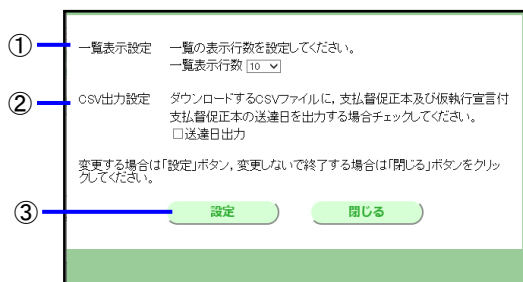 ① 一覧表示設定 一覧の表示行数を設定してください。
一覧表示行数 10
② CSV出力設定 ダウンロードするCSVファイルに，支払督促正本及び仮執行宣言付
支払督促正本の送達日を出力する場合チェックしてください。
□送達日出力
変更する場合は「設定」ボタン，変更しないで終了する場合は「閉じる」ボタンをクリッ
クしてください。
③ 設定 閉じる